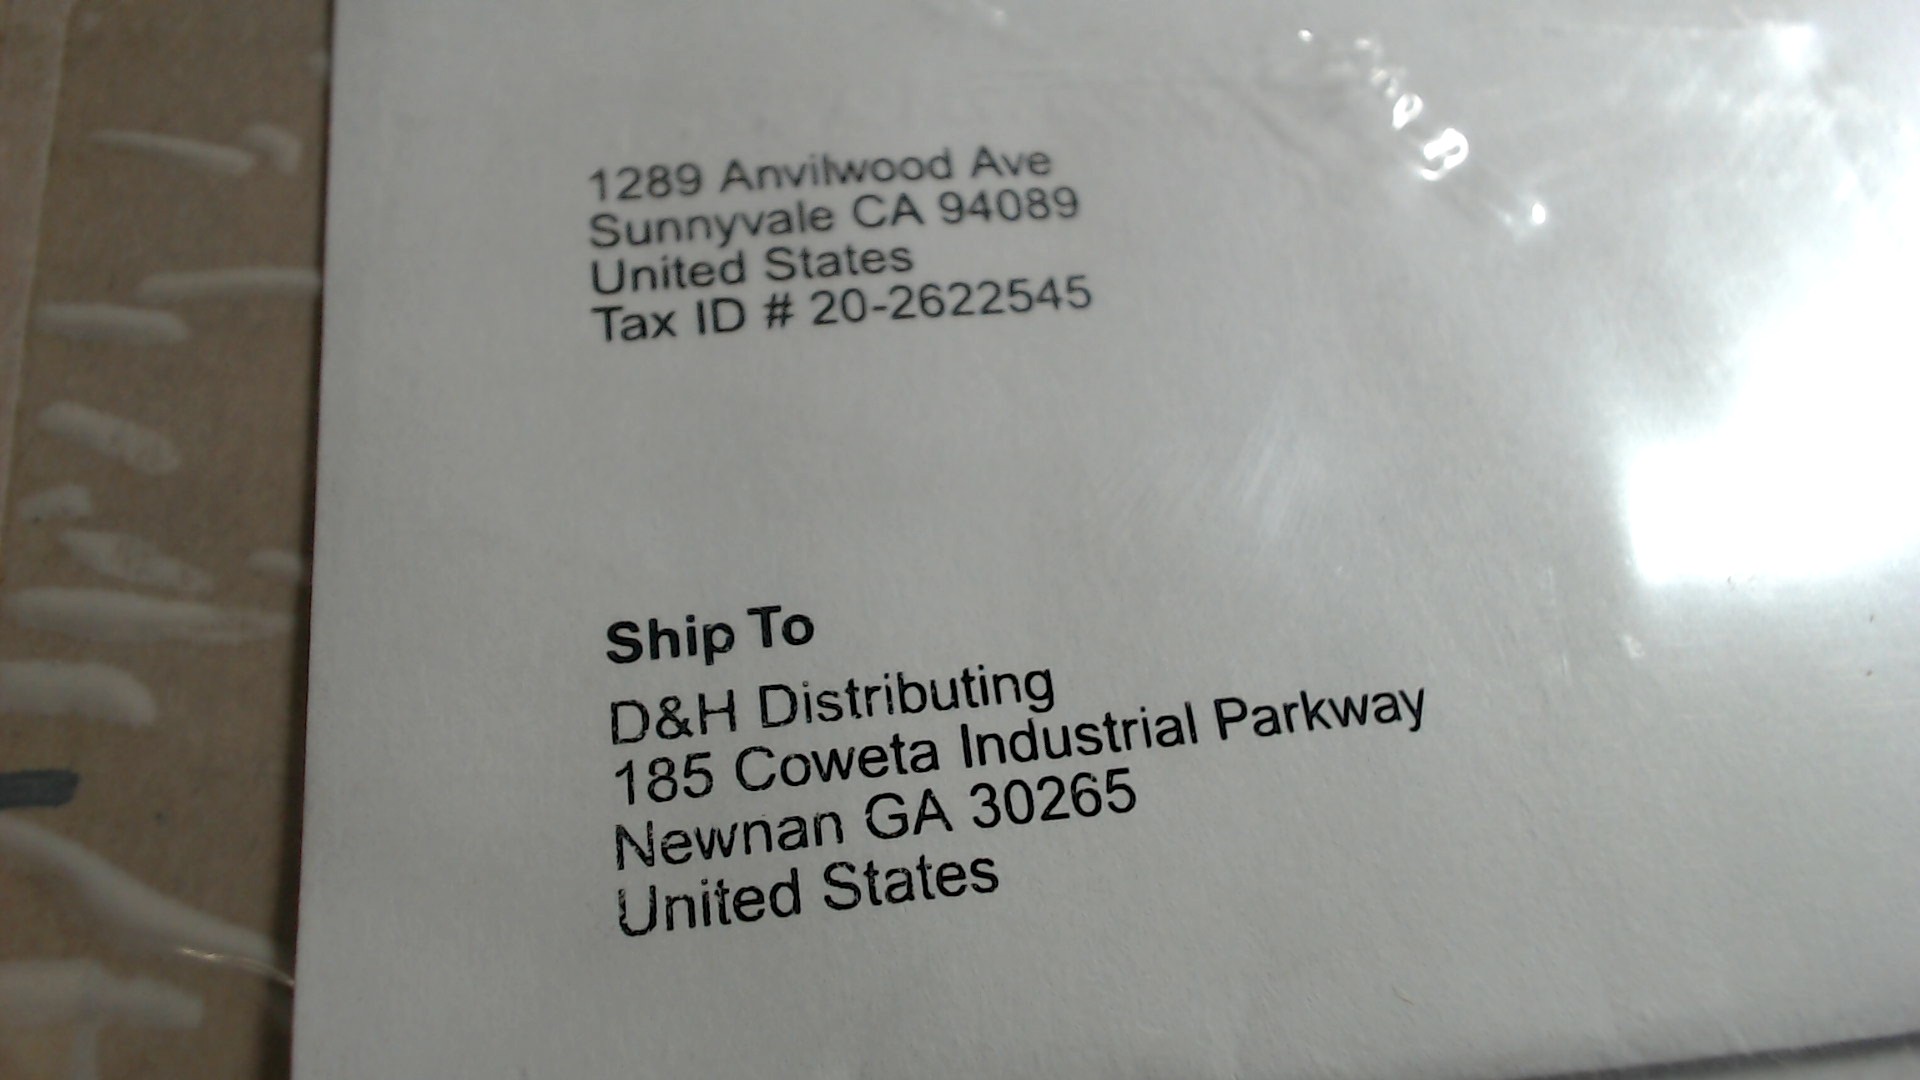 1289 Anvilwood Ave
Sunnyvale CA 94089
United States
Tax ID # 20-2622545
Ship To
D&H Distributing
185 Coweta Industrial Parkway
Newnan GA 30265
United States